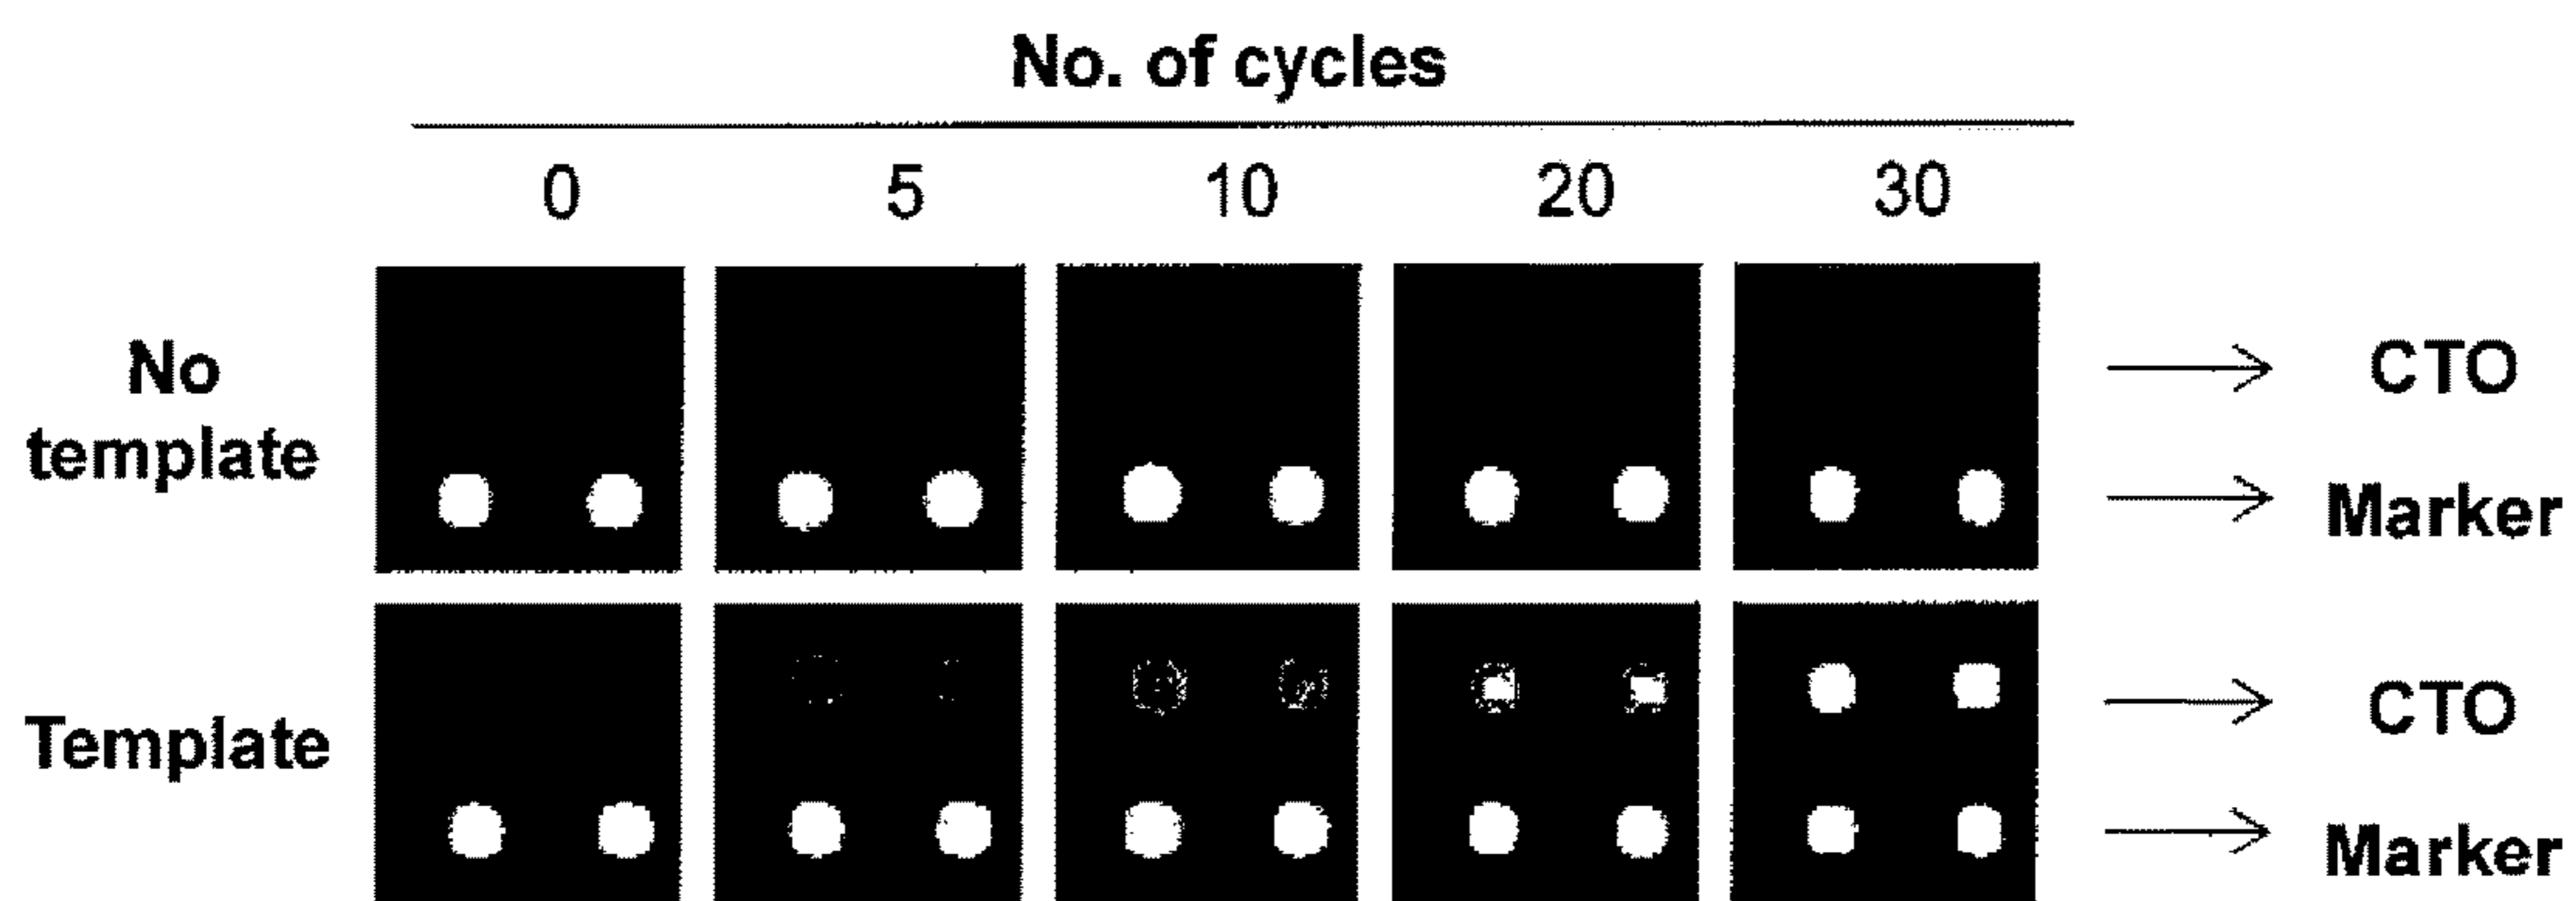 No. of cycles
0 5 10 20 30
No
template
CTO
Marker
Template
CTO
Marker